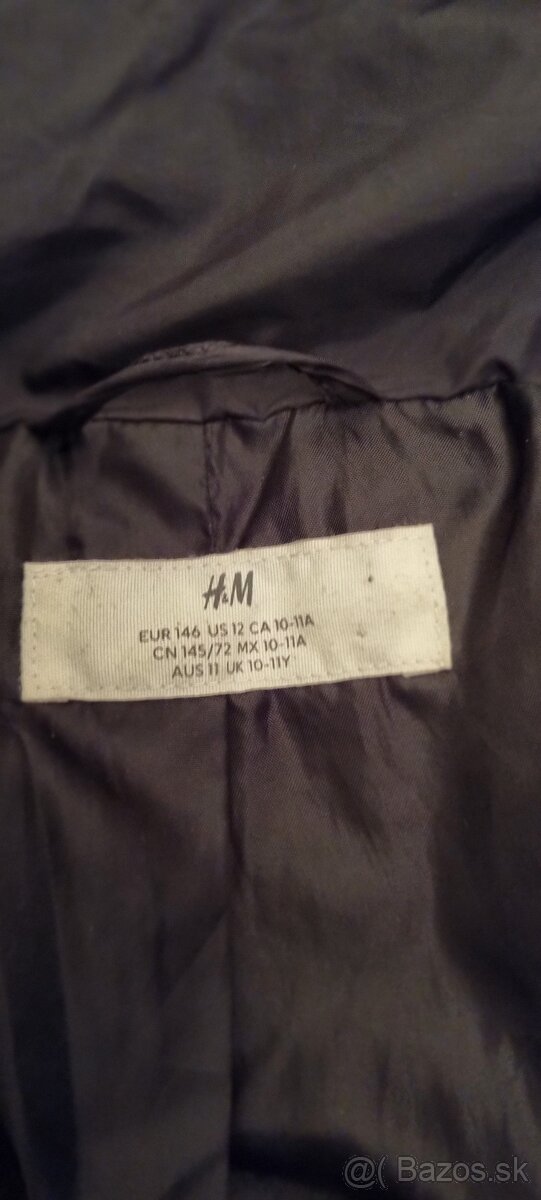 H&M
EUR 146 US 12 CA 10-11A
CN 145/72 MX 10-11A
AUS 11 UK 10-11Y
@( Bazos.sk